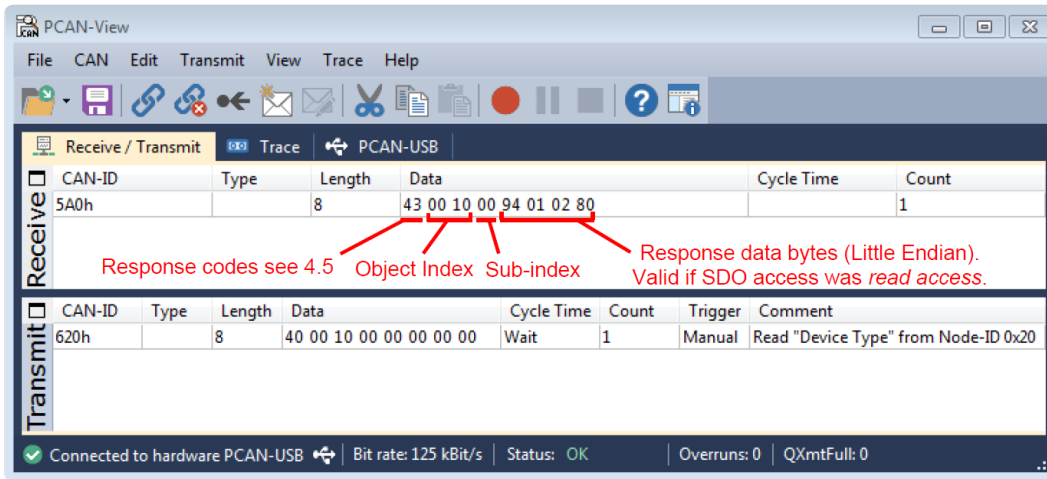 PCAN-View
File CAN Edit Transmit View Trace Help
Receive / Transmit Trace PCAN-USB
Receive
CAN-ID Type Length Data Cycle Time Count
5A0h 8 43 00 10 00 94 01 02 80 1
Response codes see 4.5 Object Index Sub-index Response data bytes (Little Endian).
Valid if SDO access was read access.
Transmit
CAN-ID Type Length Data Cycle Time Count Trigger Comment
620h 8 40 00 10 00 00 00 00 00 Wait 1 Manual Read "Device Type" from Node-ID 0x20
Connected to hardware PCAN-USB Bit rate: 125 kBit/s Status: OK Overruns: 0 QXmtFull: 0